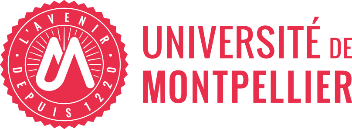 · L'AVENIR ·
DEPUIS 1220
UNIVERSITÉ DE
MONTPELLIER